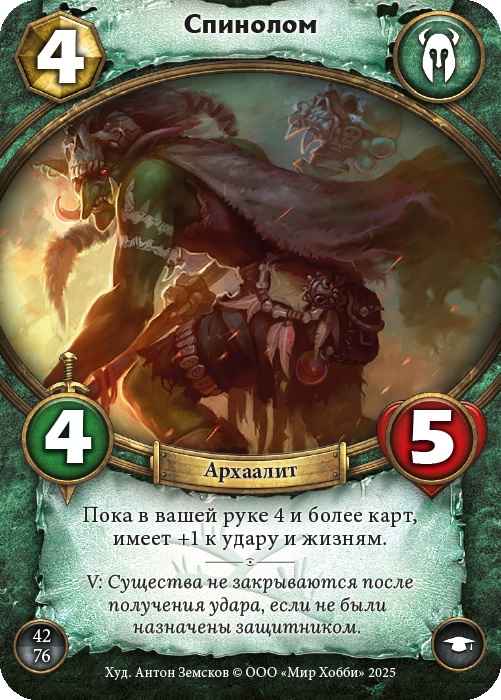 Спинолом
4
4
5
Архаалит
Пока в вашей руке 4 и более карт,
имеет +1 к удару и жизням.
V: Существа не закрываются после
получения удара, если не были
назначены защитником.
42
76
Худ. Антон Земсков © ООО «Мир Хобби» 2025